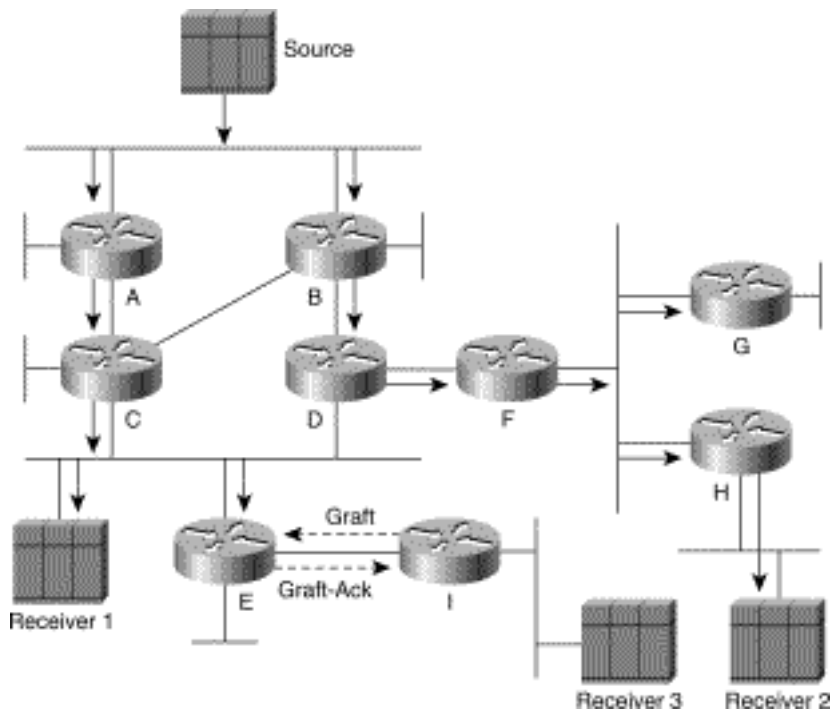 Source
A
B
G
C
D
F
H
Graft
Graft-Ack
E
I
Receiver 1
Receiver 3
Receiver 2